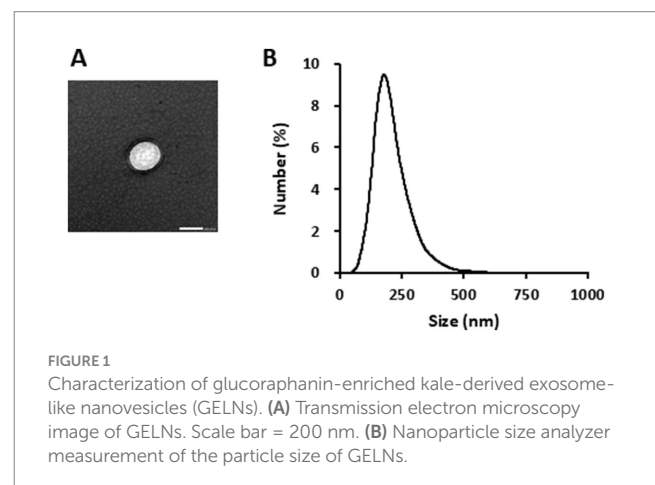 A
B
10
8
6
4
2
0
Number (%)
0 250 500 750 1000
Size (nm)
FIGURE 1
Characterization of glucoraphanin-enriched kale-derived exosome-
like nanovesicles (GELNs). (A) Transmission electron microscopy
image of GELNs. Scale bar = 200 nm. (B) Nanoparticle size analyzer
measurement of the particle size of GELNs.